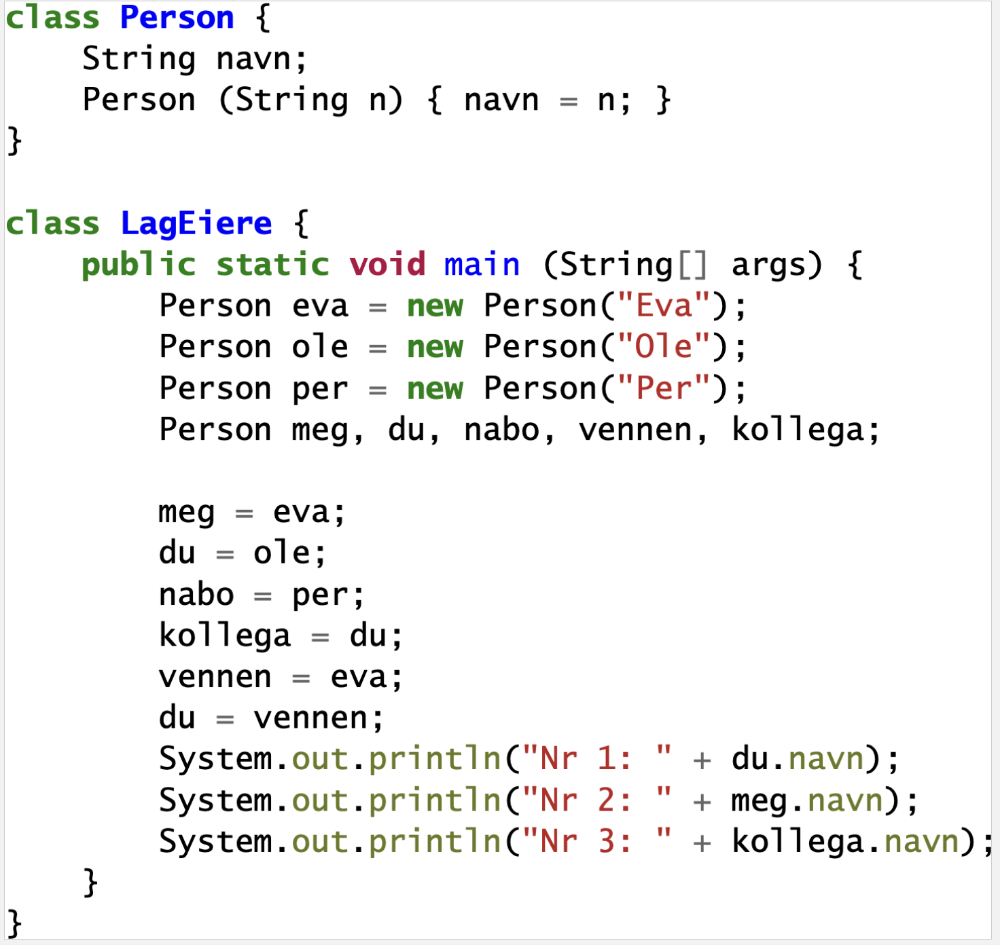 class Person {
    String navn;
    Person (String n) { navn = n; }
}

class LagEiere {
    public static void main (String[] args) {
        Person eva = new Person("Eva");
        Person ole = new Person("Ole");
        Person per = new Person("Per");
        Person meg, du, nabo, vennen, kollega;

        meg = eva;
        du = ole;
        nabo = per;
        kollega = du;
        vennen = eva;
        du = vennen;
        System.out.println("Nr 1: " + du.navn);
        System.out.println("Nr 2: " + meg.navn);
        System.out.println("Nr 3: " + kollega.navn);
    }
}